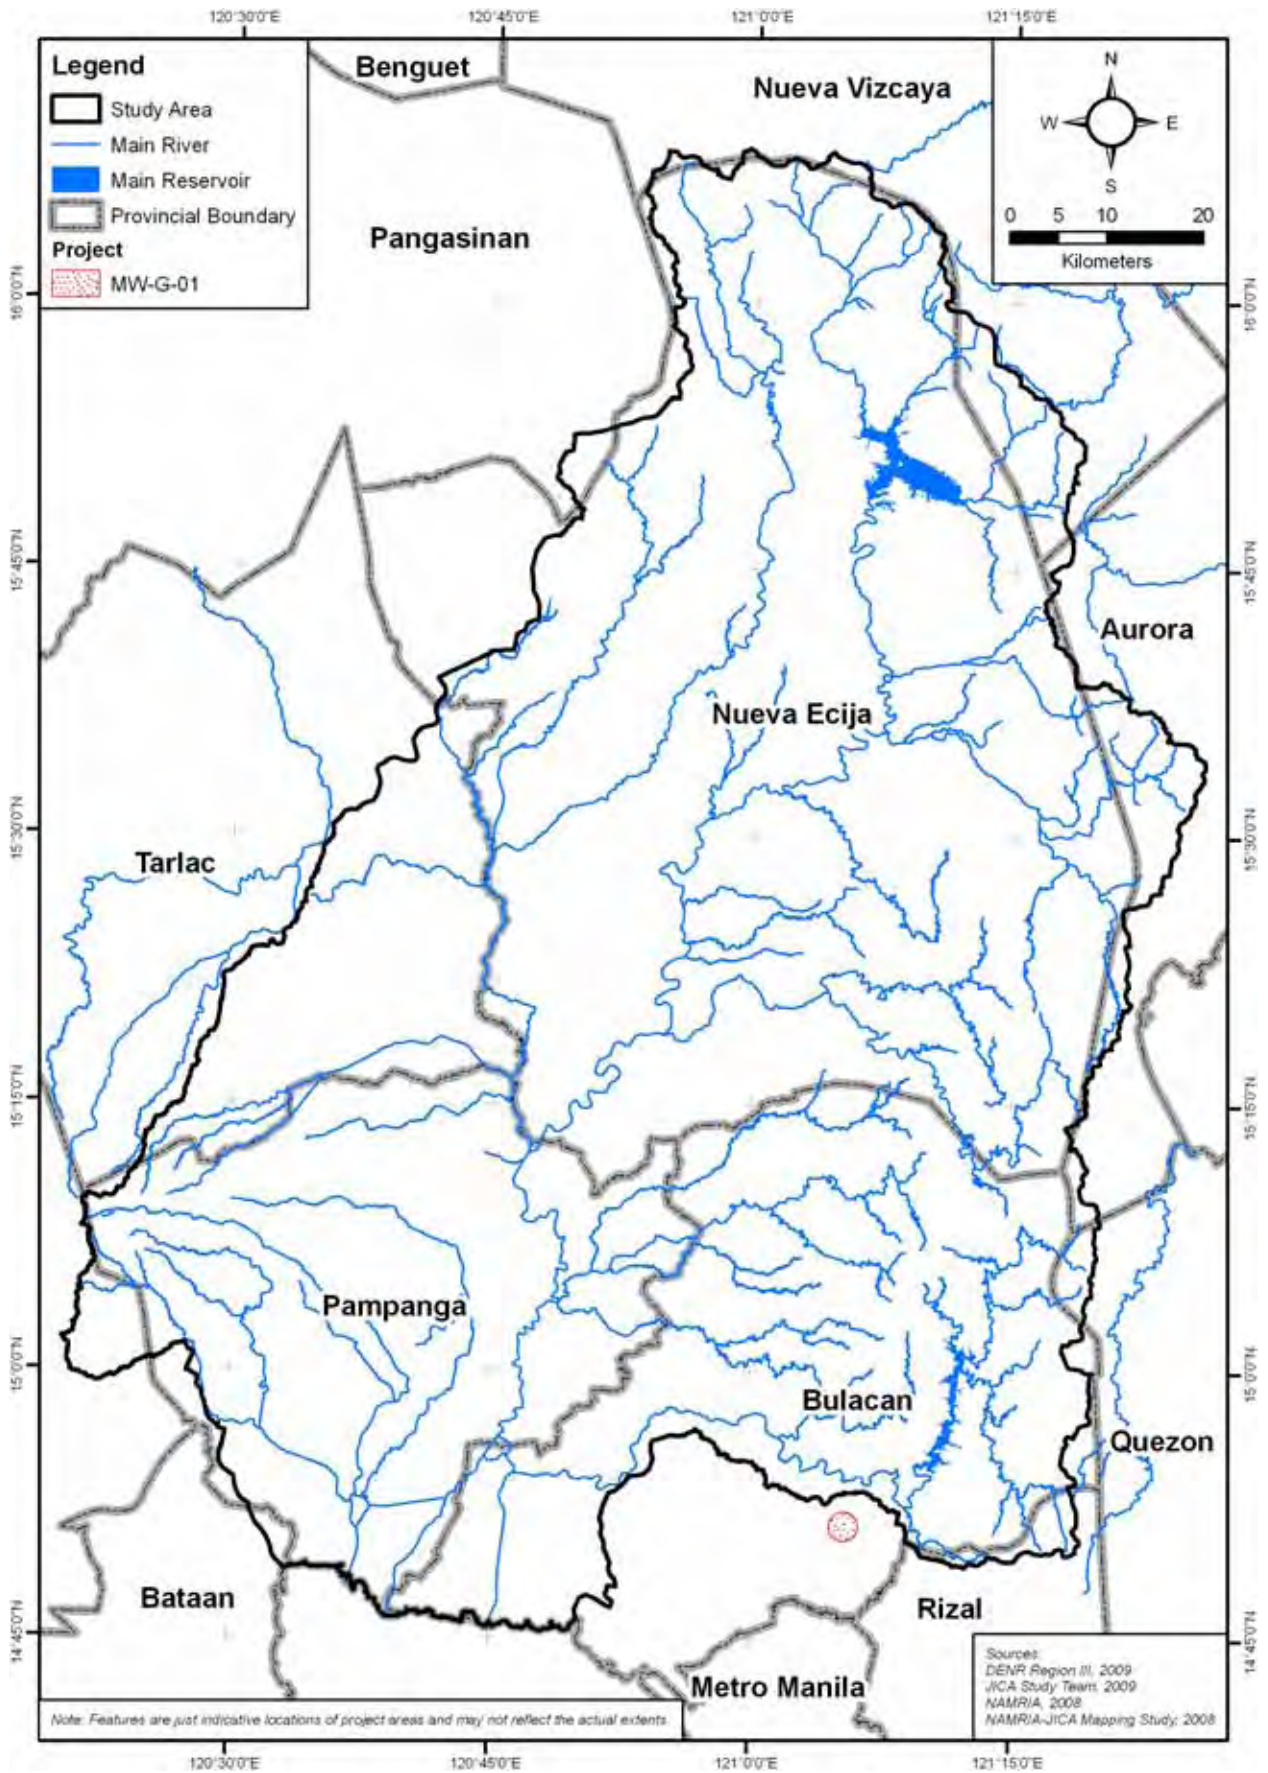 120°30'0"E
120°45'0"E
121°0'0"E
121°15'0"E
Legend
Study Area
Main River
Main Reservoir
Provincial Boundary
Project
MW-G-01
Benguet
Nueva Vizcaya
N
W
E
S
0 5 10 20
Kilometers
Pangasinan
16°0'0"N
16°0'0"N
15°45'0"N
15°45'0"N
Aurora
Nueva Ecija
15°30'0"N
15°30'0"N
Tarlac
15°15'0"N
15°15'0"N
Pampanga
15°0'0"N
15°0'0"N
Bulacan
Quezon
Bataan
Rizal
14°45'0"N
14°45'0"N
Metro Manila
Sources:
DENR Region III, 2009
JICA Study Team, 2009
NAMRIA, 2008
NAMRIA-JICA Mapping Study, 2008
Note: Features are just indicative locations of project areas and may not reflect the actual extents
120°30'0"E
120°45'0"E
121°0'0"E
121°15'0"E